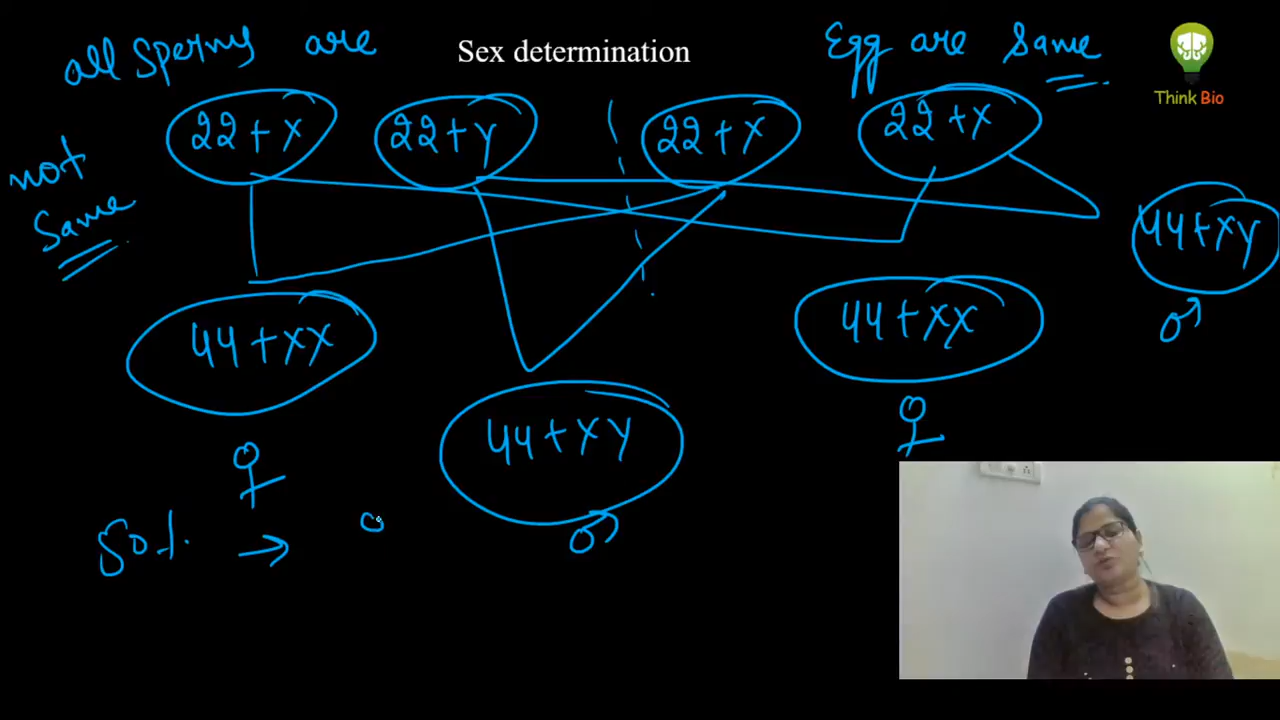 all Sperms are
Sex determination
Egg are Same
Think Bio
22+X
22+Y
22+X
22+X
not
Same
44+XY
♂
44+XX
44+XX
44+XY
♀
♀
50%. →
♂